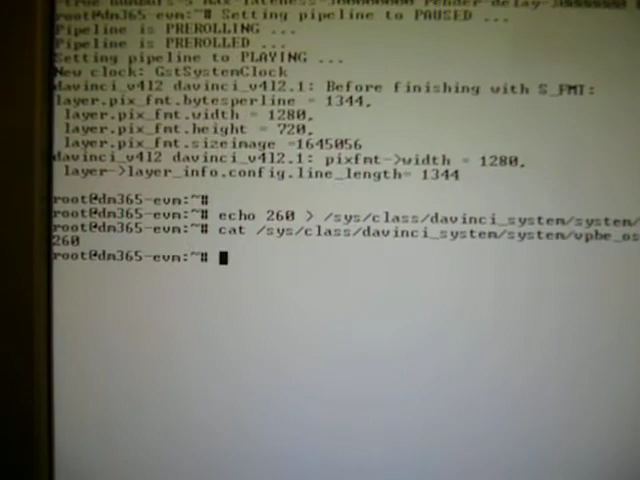 root@dm365-evm:~# Setting pipeline to PAUSED ...
Pipeline is PREROLLING ...
Pipeline is PREROLLED ...
Setting pipeline to PLAYING ...
New clock: GstSystemClock
davinci_v4l2 davinci_v4l2.1: Before finishing with S_FMT:
layer.pix_fmt.bytesperline = 1344,
layer.pix_fmt.width = 1280,
layer.pix_fmt.height = 720,
layer.pix_fmt.sizeimage =1645056
davinci_v4l2 davinci_v4l2.1: pixfmt->width = 1280,
layer->layer_info.config.line_length= 1344
root@dm365-evm:~#
root@dm365-evm:~# echo 260 > /sys/class/davinci_system/system/
root@dm365-evm:~# cat /sys/class/davinci_system/system/vpbe_os
260
root@dm365-evm:~#